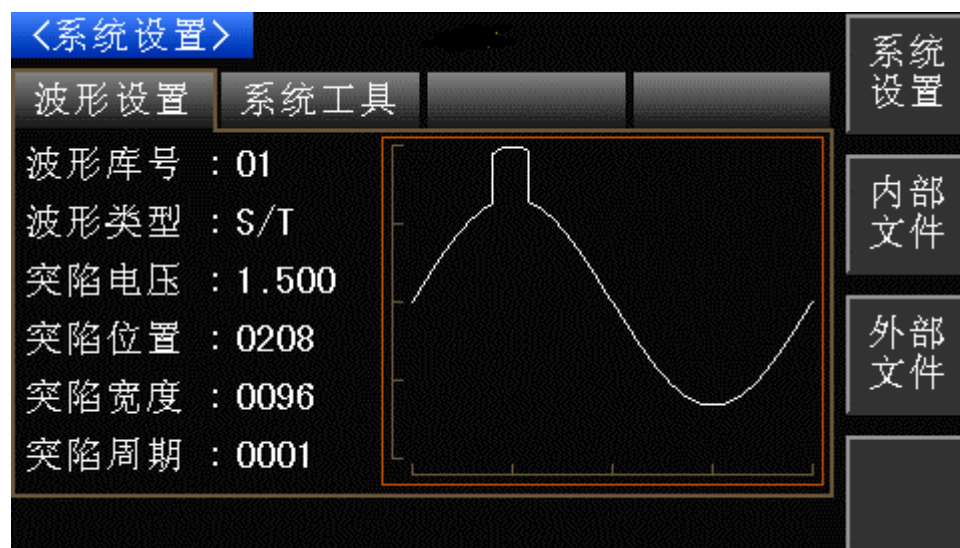 <系统设置>
波形设置 系统工具
波形库号 : 01
波形类型 : S/T
突陷电压 : 1.500
突陷位置 : 0208
突陷宽度 : 0096
突陷周期 : 0001
系统
设置
内部
文件
外部
文件